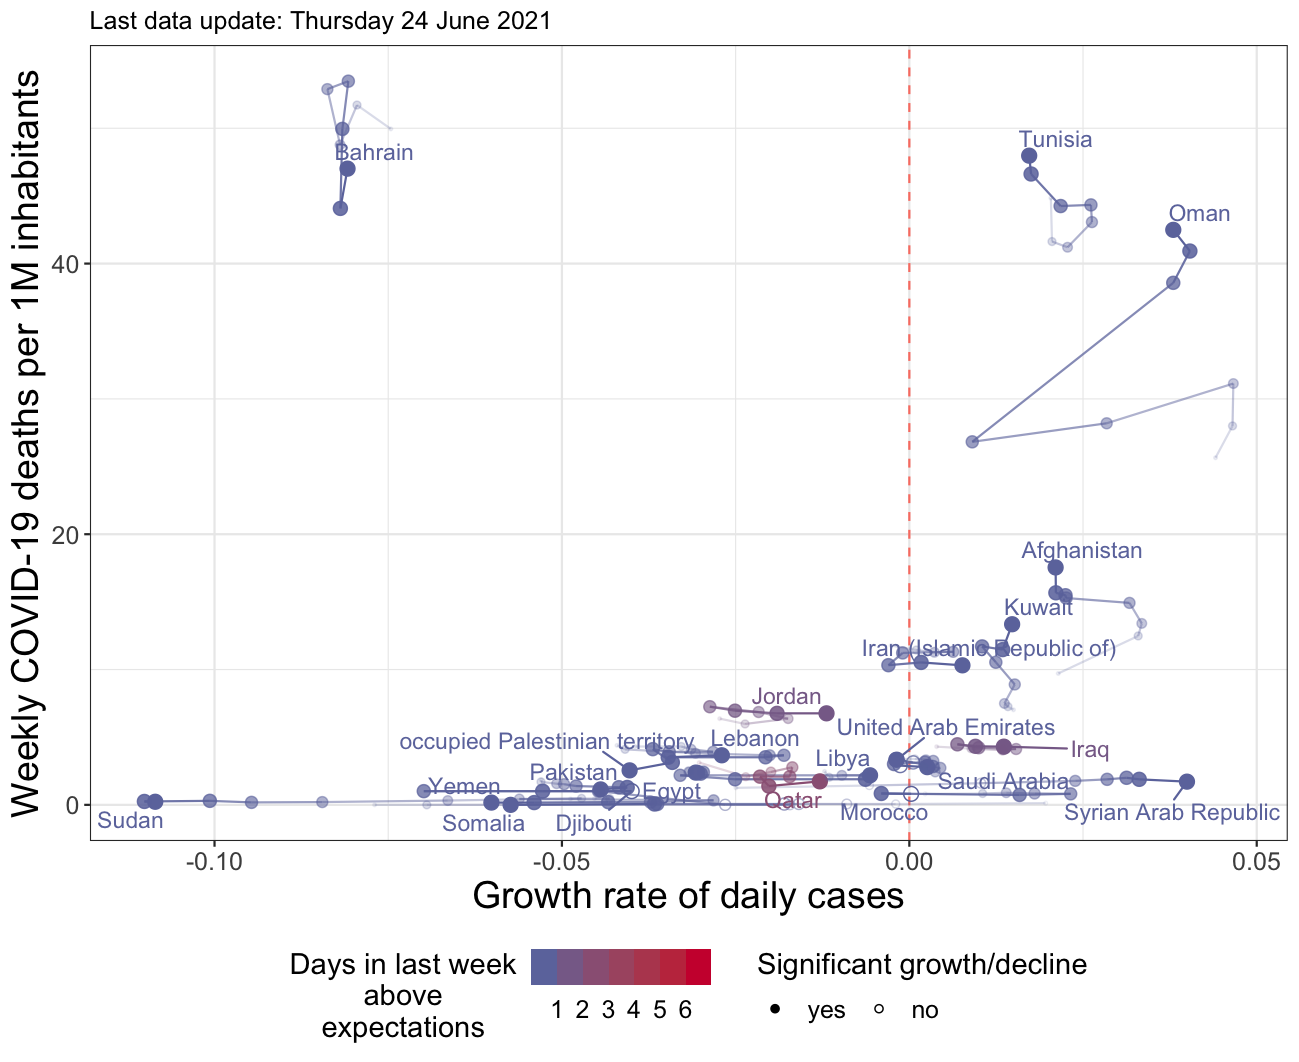 Last data update: Thursday 24 June 2021
Weekly COVID-19 deaths per 1M inhabitants
40
20
0
Bahrain
Tunisia
Oman
Afghanistan
Kuwait
Iran (Islamic Republic of)
Jordan
United Arab Emirates
occupied Palestinian territory
Lebanon
Iraq
Libya
Pakistan
Saudi Arabia
Yemen
Egypt
Qatar
Morocco
Syrian Arab Republic
Sudan
Somalia
Djibouti
-0.10
-0.05
0.00
0.05
Growth rate of daily cases
Days in last week
above
expectations
1 2 3 4 5 6
Significant growth/decline
yes
no